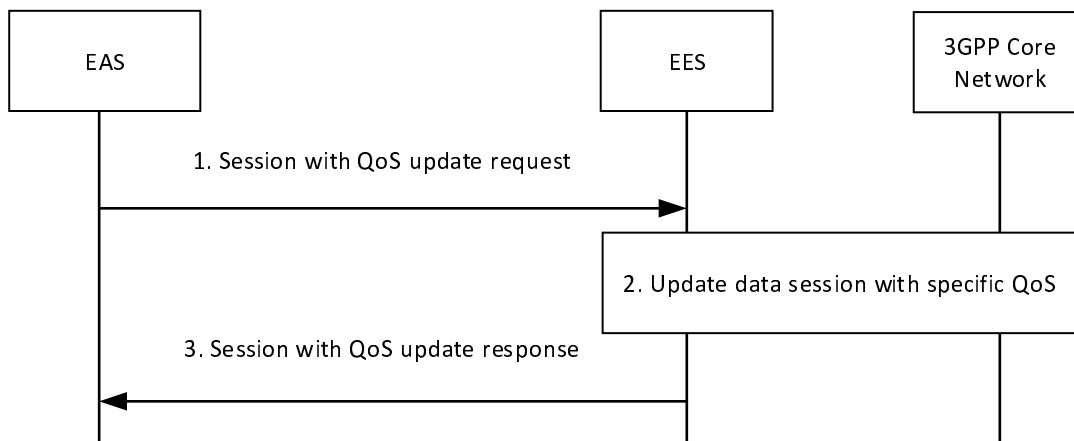 EAS
EES
3GPP Core
Network
1. Session with QoS update request
2. Update data session with specific QoS
3. Session with QoS update response